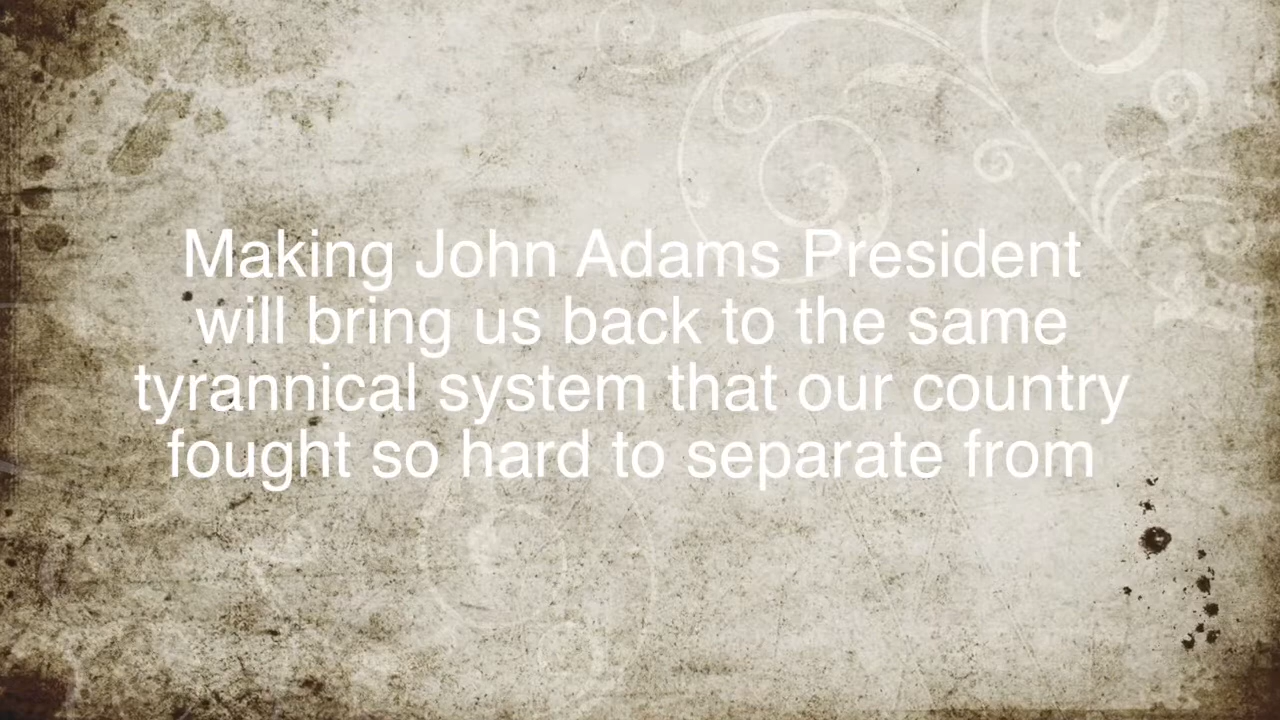 Making John Adams President
will bring us back to the same
tyrannical system that our country
fought so hard to separate from